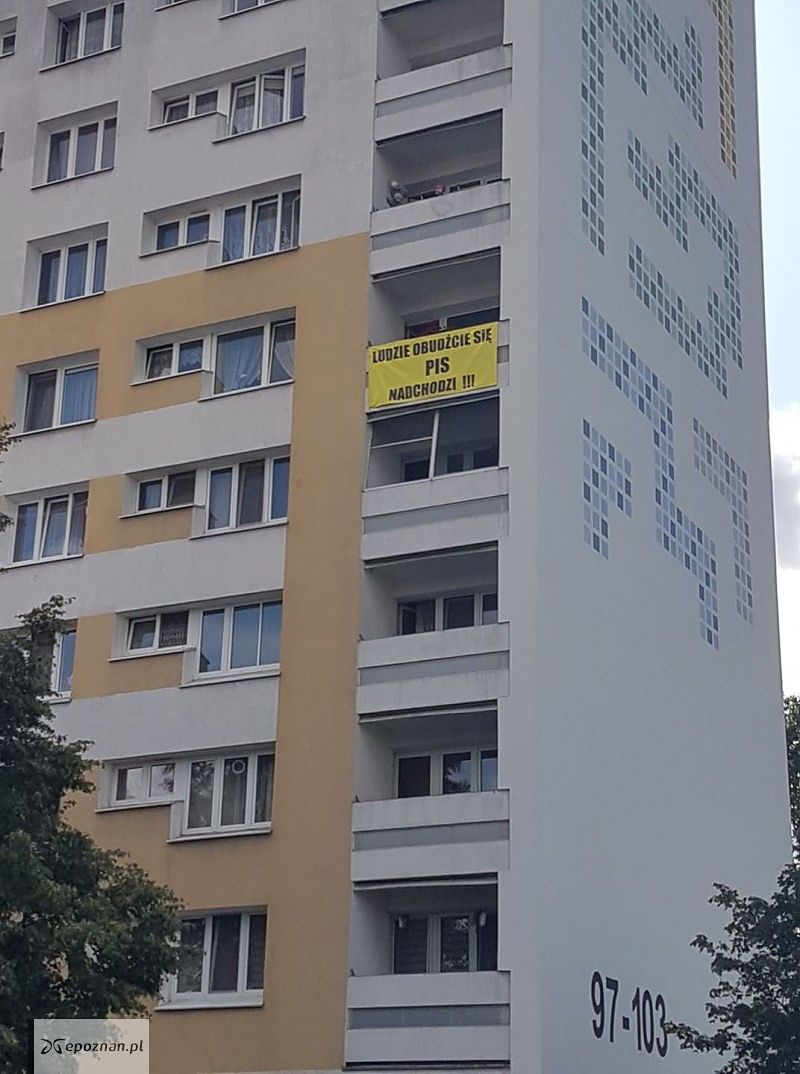 LUDZIE OBUDŹCIE SiĘ
PIS
NADCHODZI !!!
97-103
epoznan.pl